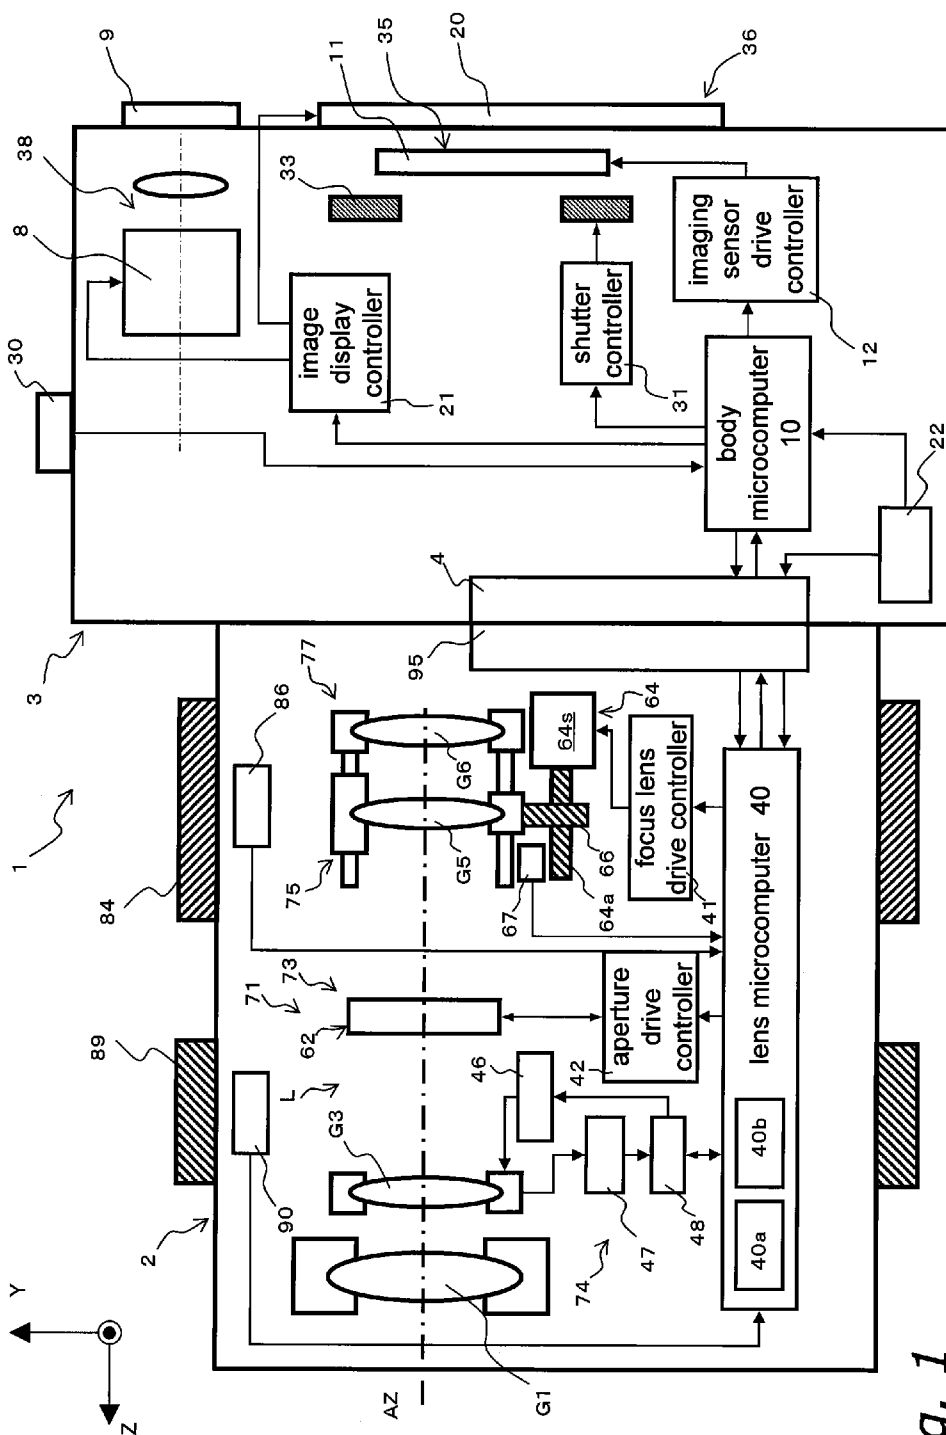 1
3
2
84
86
77
89
90
71
73
62
75
L
G3
G1
G5
G6
AZ
Y
Z
67
64a
66
64
64s
46
47
48
74
focus lens
drive controller
41
aperture
drive
controller
42
lens microcomputer 40
40a
40b
95
4
30
8
38
9
33
11
35
20
36
image
display
controller
21
shutter
controller
31
imaging
sensor
drive
controller
12
body
microcomputer
10
22
g. 1